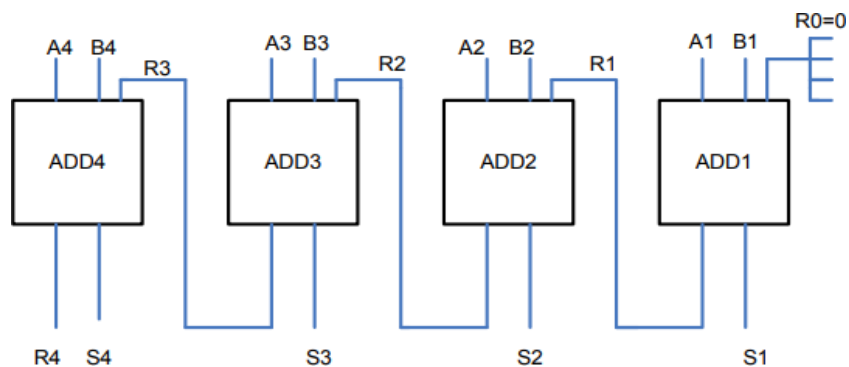 R0=0
A4 B4 A3 B3 A2 B2 A1 B1
R3 R2 R1
ADD4 ADD3 ADD2 ADD1
R4 S4 S3 S2 S1